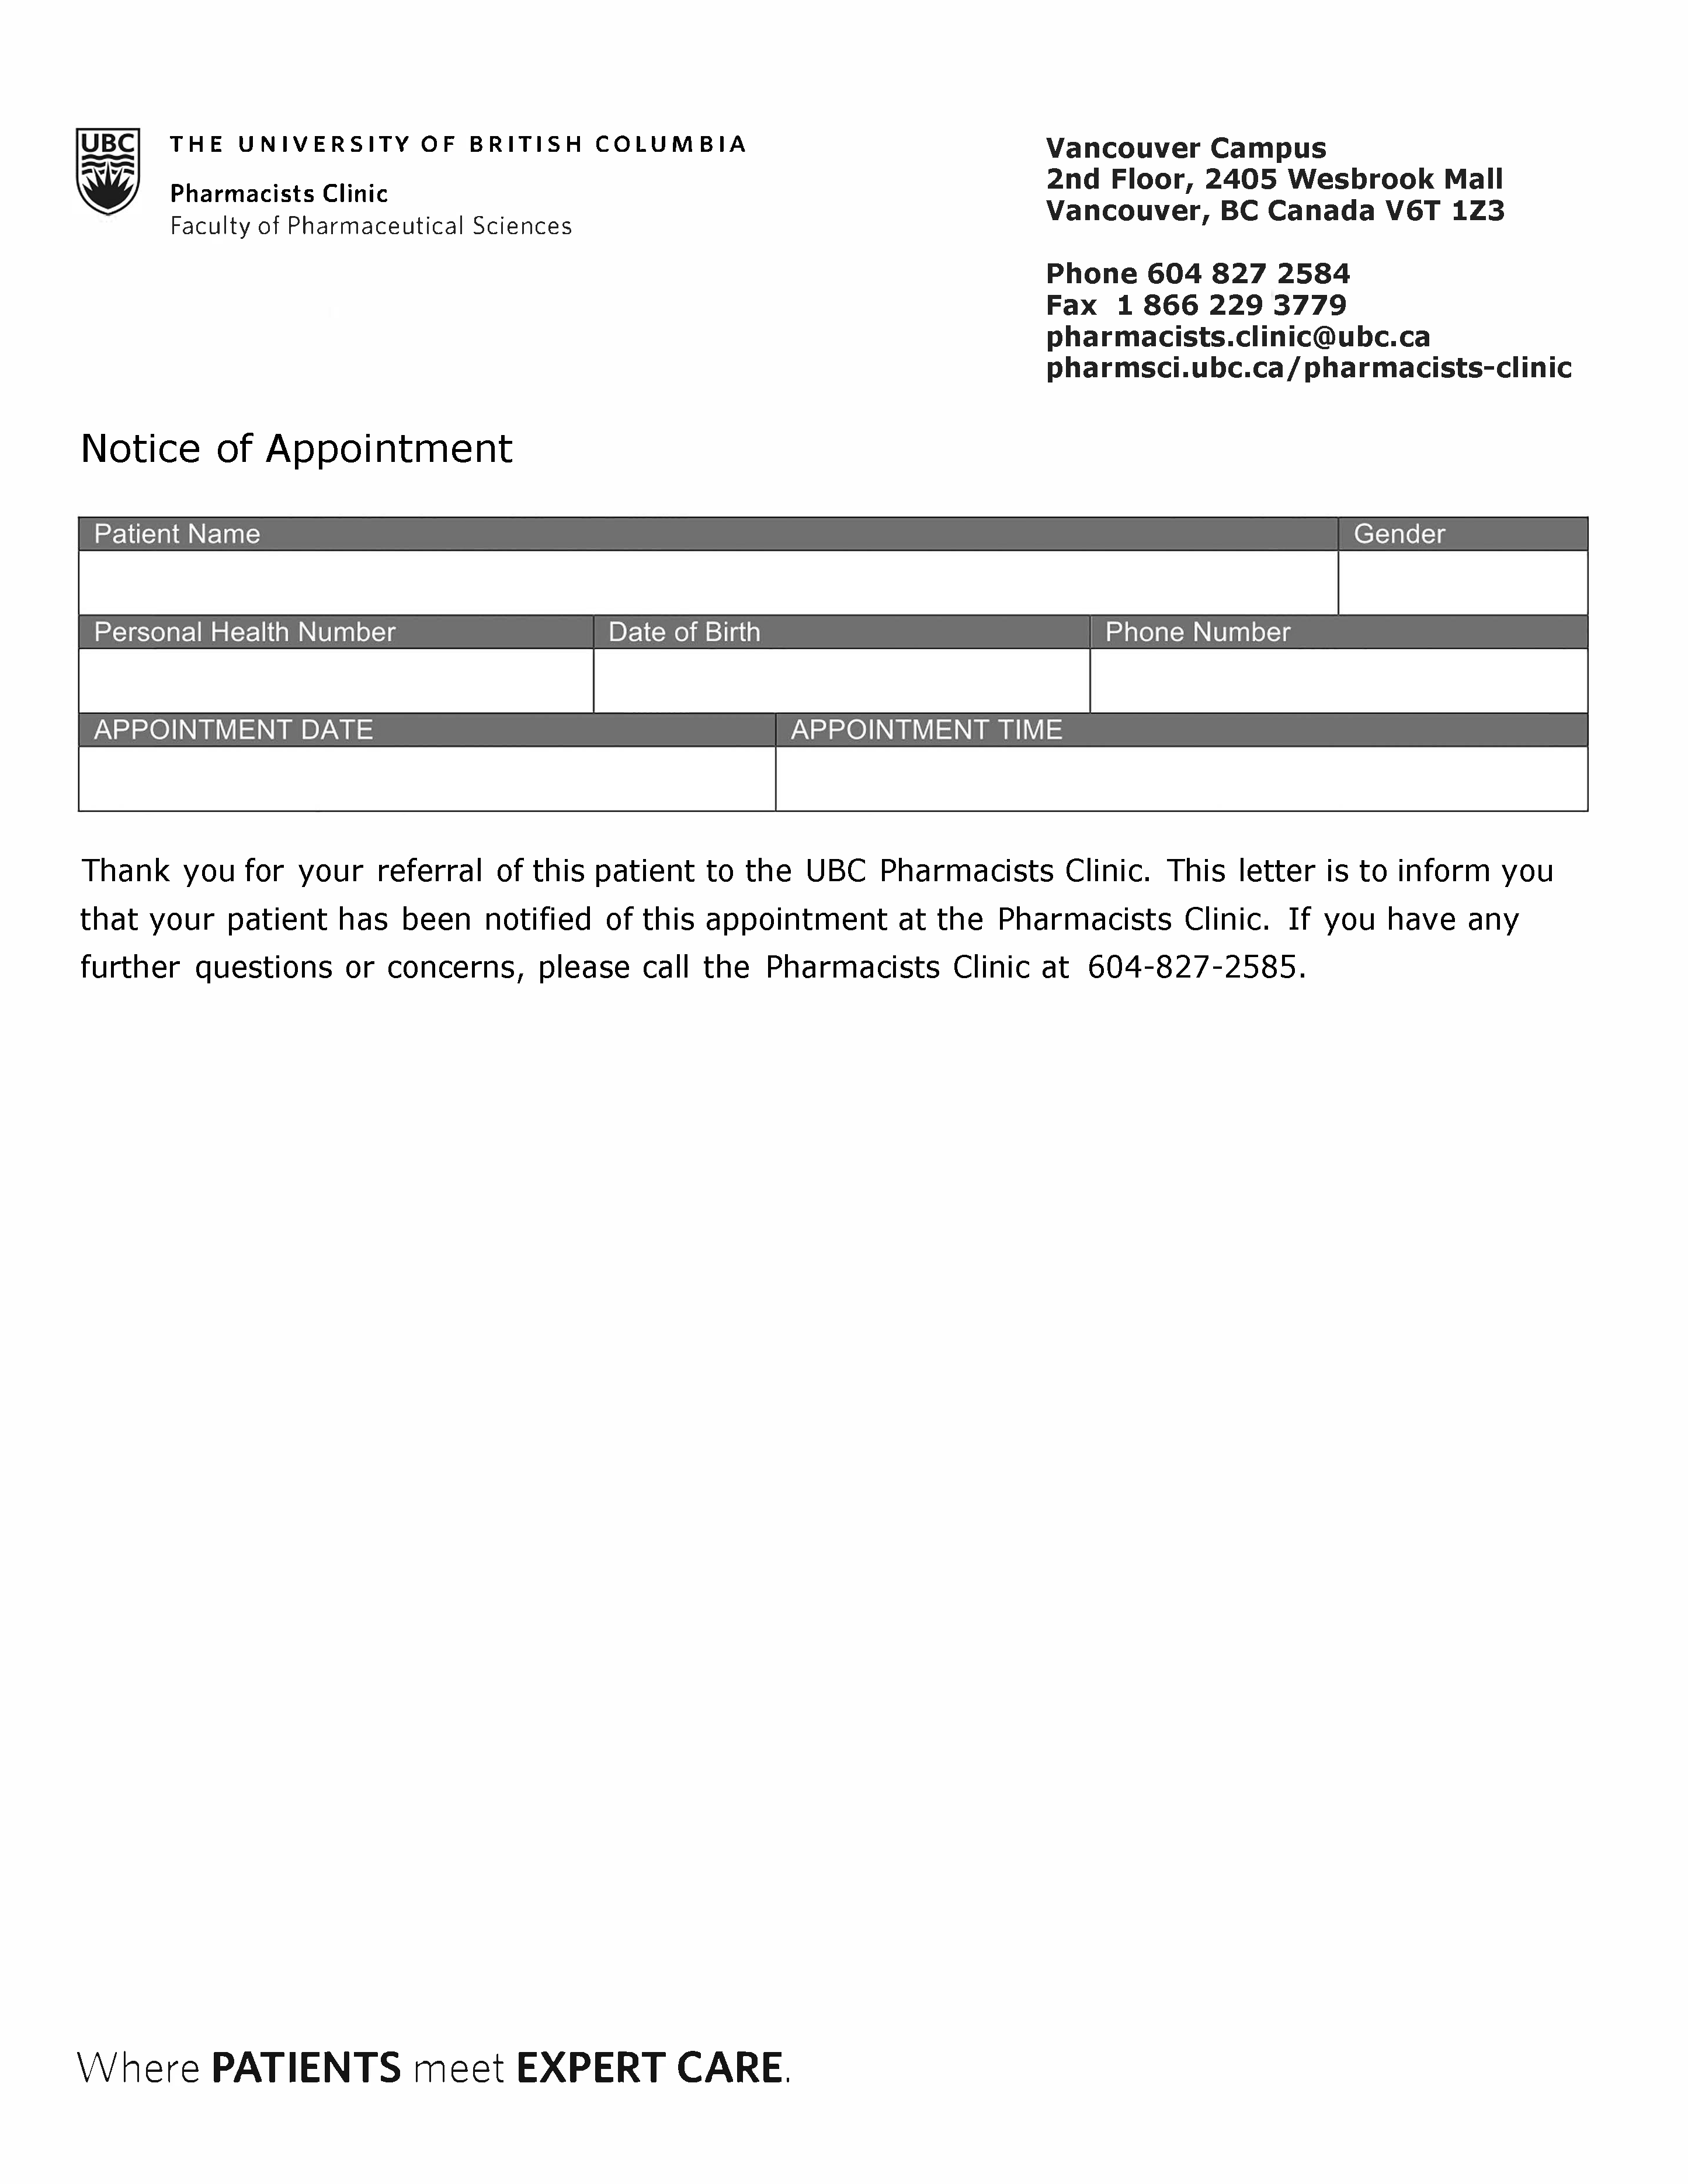 UBC
THE UNIVERSITY OF BRITISH COLUMBIA
Pharmacists Clinic
Faculty of Pharmaceutical Sciences
Vancouver Campus
2nd Floor, 2405 Wesbrook Mall
Vancouver, BC Canada V6T 1Z3
Phone 604 827 2584
Fax 1 866 229 3779
pharmacists.clinic@ubc.ca
pharmsci.ubc.ca/pharmacists-clinic
Notice of Appointment
Patient Name Gender
Personal Health Number Date of Birth Phone Number
APPOINTMENT DATE APPOINTMENT TIME
Thank you for your referral of this patient to the UBC Pharmacists Clinic. This letter is to inform you
that your patient has been notified of this appointment at the Pharmacists Clinic. If you have any
further questions or concerns, please call the Pharmacists Clinic at 604-827-2585.
Where PATIENTS meet EXPERT CARE.